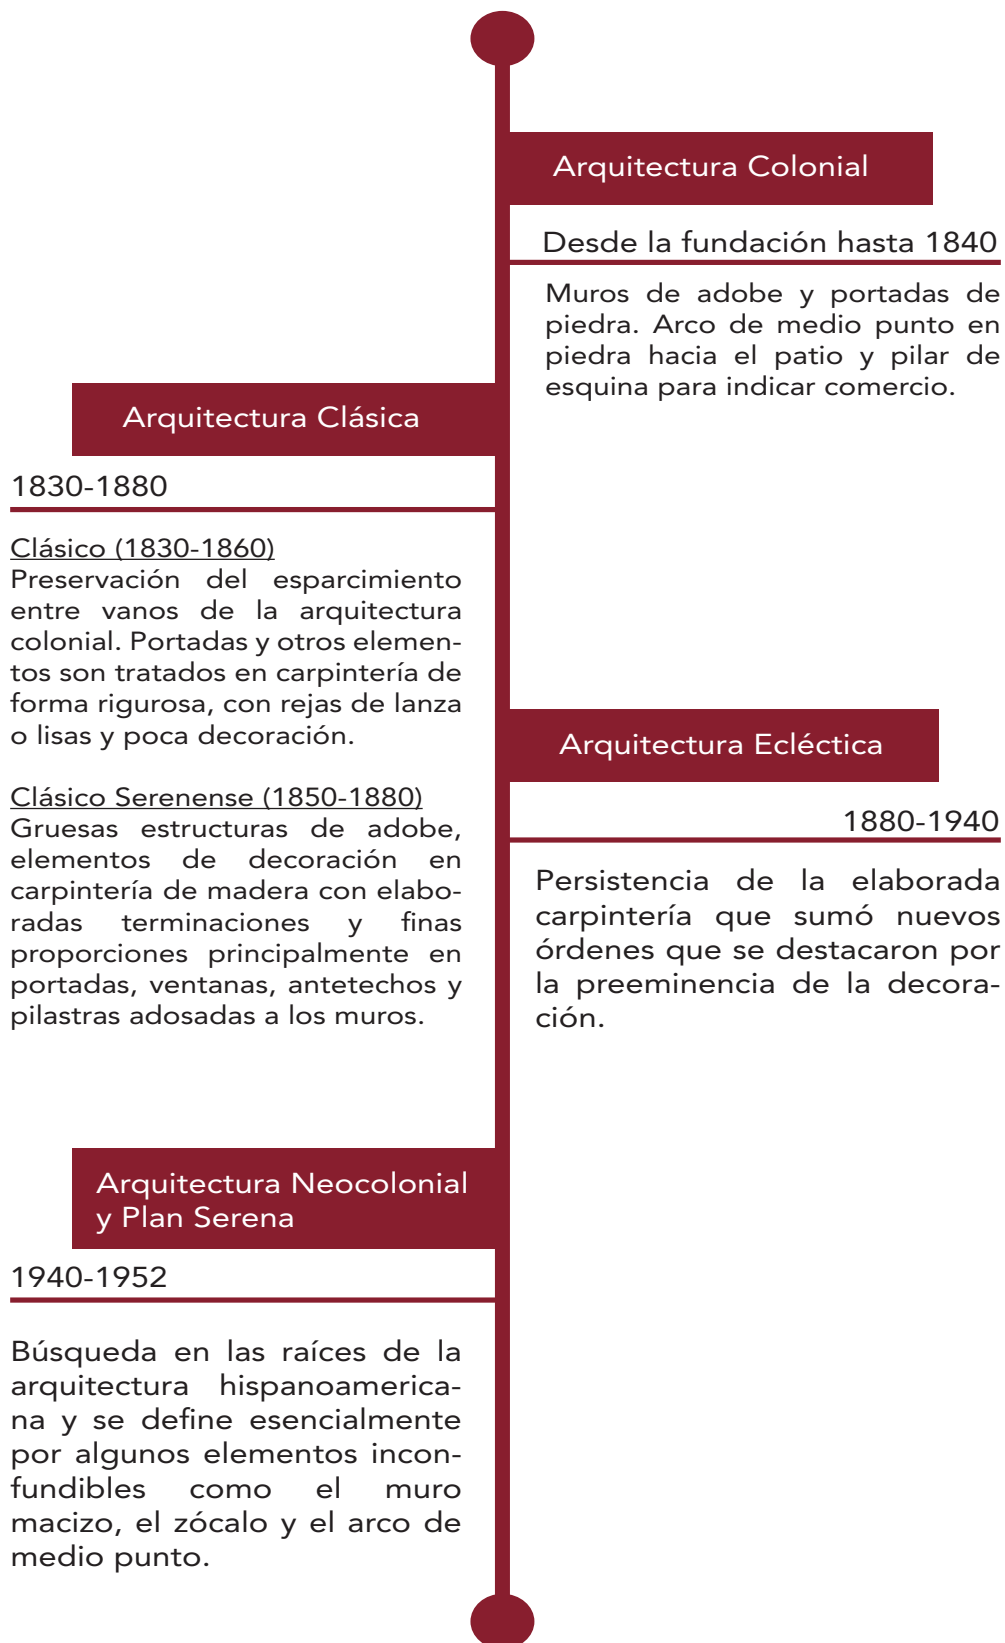 Arquitectura Colonial
Desde la fundación hasta 1840
Muros de adobe y portadas de
piedra. Arco de medio punto en
piedra hacia el patio y pilar de
esquina para indicar comercio.
Arquitectura Clásica
1830-1880
Clásico (1830-1860)
Preservación del esparcimiento
entre vanos de la arquitectura
colonial. Portadas y otros elemen-
tos son tratados en carpintería de
forma rigurosa, con rejas de lanza
o lisas y poca decoración.
Clásico Serenense (1850-1880)
Gruesas estructuras de adobe,
elementos de decoración en
carpintería de madera con elabo-
radas terminaciones y finas
proporciones principalmente en
portadas, ventanas, antetechos y
pilastras adosadas a los muros.
Arquitectura Ecléctica
1880-1940
Persistencia de la elaborada
carpintería que sumó nuevos
órdenes que se destacaron por
la preeminencia de la decora-
ción.
Arquitectura Neocolonial
y Plan Serena
1940-1952
Búsqueda en las raíces de la
arquitectura hispanoamerica-
na y se define esencialmente
por algunos elementos incon-
fundibles como el muro
macizo, el zócalo y el arco de
medio punto.